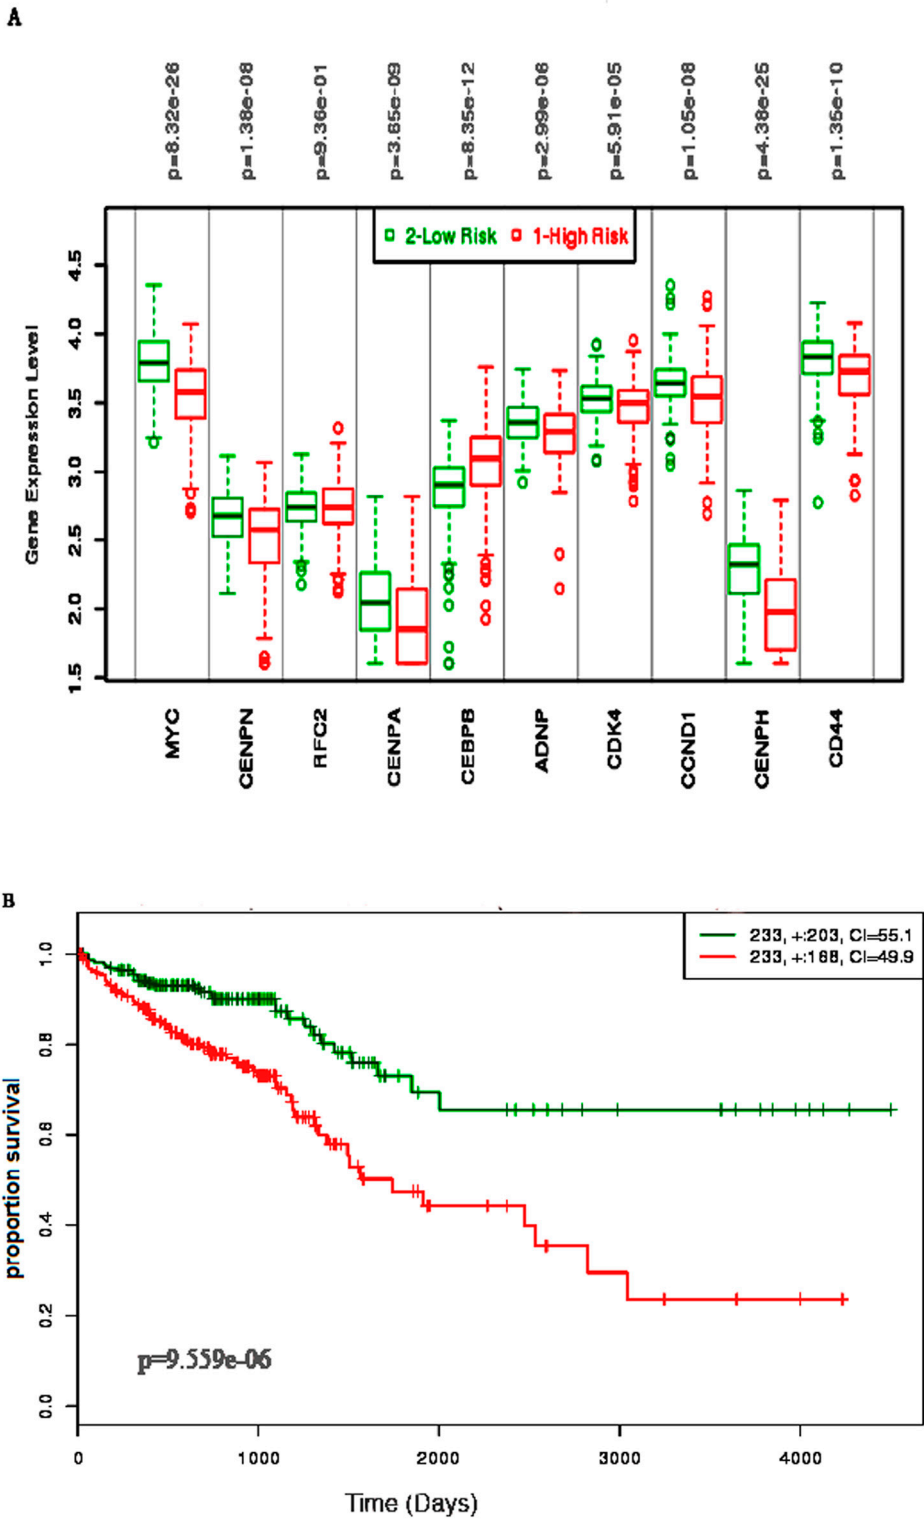 A
p=8.32e-26
p=1.38e-08
p=9.36e-01
p=3.85e-09
p=8.35e-12
p=2.99e-06
p=5.91e-05
p=1.05e-08
p=4.38e-25
p=1.35e-10
2-Low Risk 1-High Risk
Gene Expression Level
4.5
4.0
3.5
3.0
2.5
2.0
1.5
MYC
CENPN
RFC2
CENPA
CEBPB
ADNP
CDK4
CCND1
CENPH
CD44
B
233, +:203, CI=55.1
233, +:168, CI=49.9
proportion survival
1.0
0.8
0.6
0.4
0.2
0.0
p=9.559e-06
0 1000 2000 3000 4000
Time (Days)